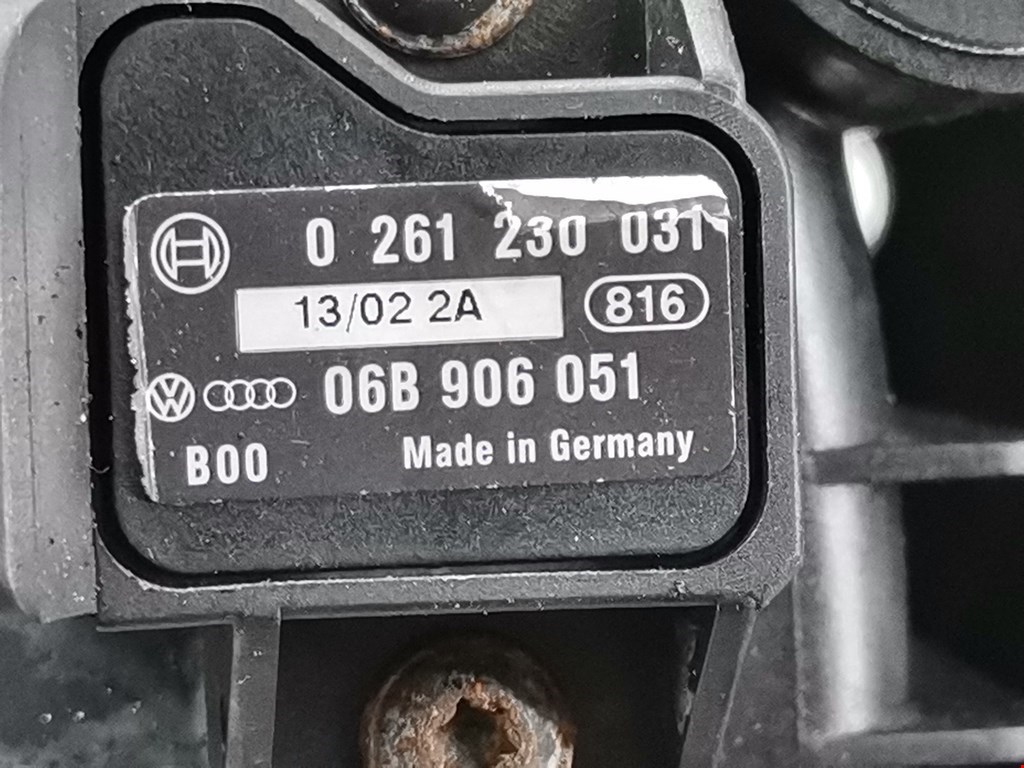 0 261 230 031
13/02 2A 816
06B 906 051
B00 Made in Germany